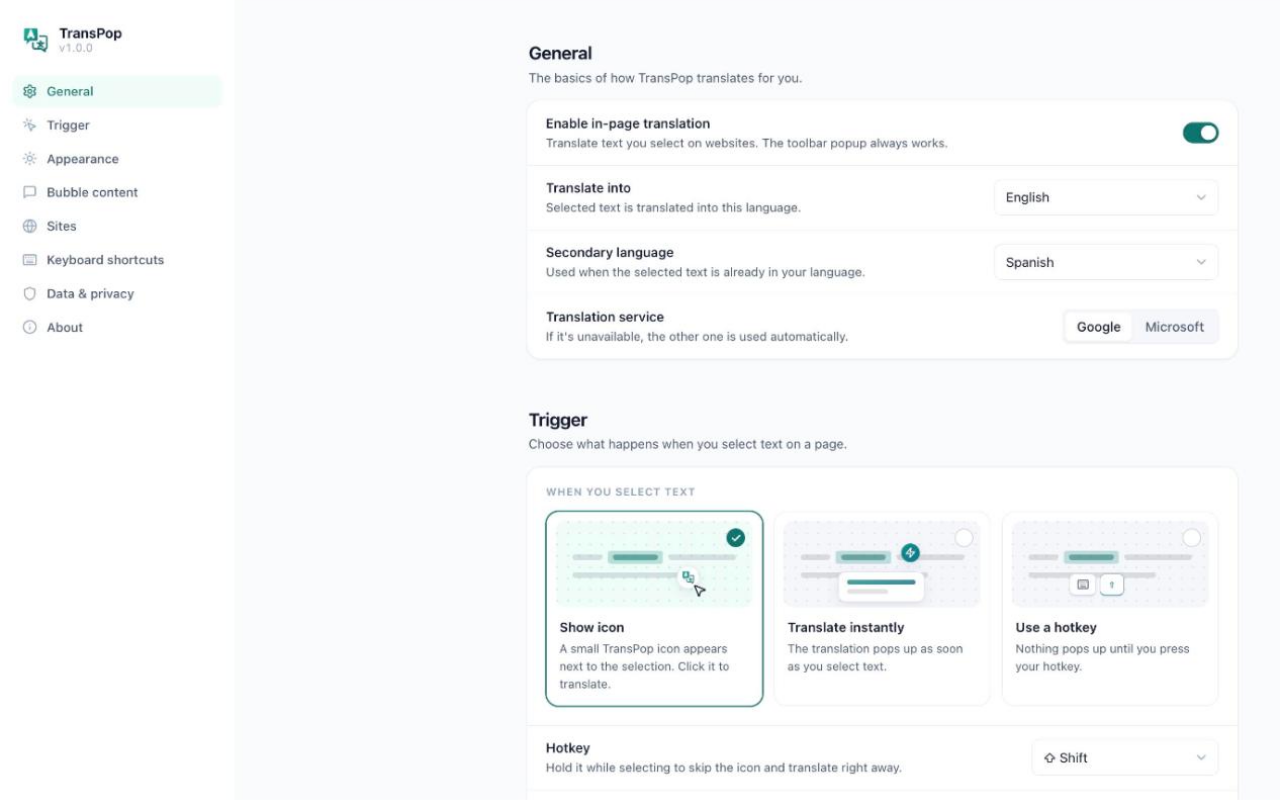 TransPop
v1.0.0
General
Trigger
Appearance
Bubble content
Sites
Keyboard shortcuts
Data & privacy
About
General
The basics of how TransPop translates for you.
Enable in-page translation
Translate text you select on websites. The toolbar popup always works.
Translate into
Selected text is translated into this language.
English
Secondary language
Used when the selected text is already in your language.
Spanish
Translation service
If it's unavailable, the other one is used automatically.
Google Microsoft
Trigger
Choose what happens when you select text on a page.
WHEN YOU SELECT TEXT
Show icon
A small TransPop icon appears
next to the selection. Click it to
translate.
Translate instantly
The translation pops up as soon
as you select text.
Use a hotkey
Nothing pops up until you press
your hotkey.
Hotkey
Hold it while selecting to skip the icon and translate right away.
Shift